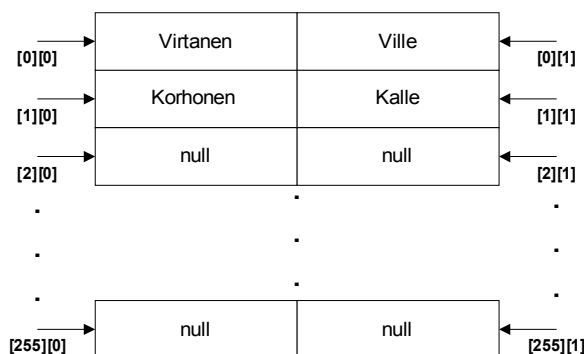 Virtanen Ville
[0][0] [0][1]
Korhonen Kalle
[1][0] [1][1]
null null
[2][0] [2][1]
null null
[255][0] [255][1]